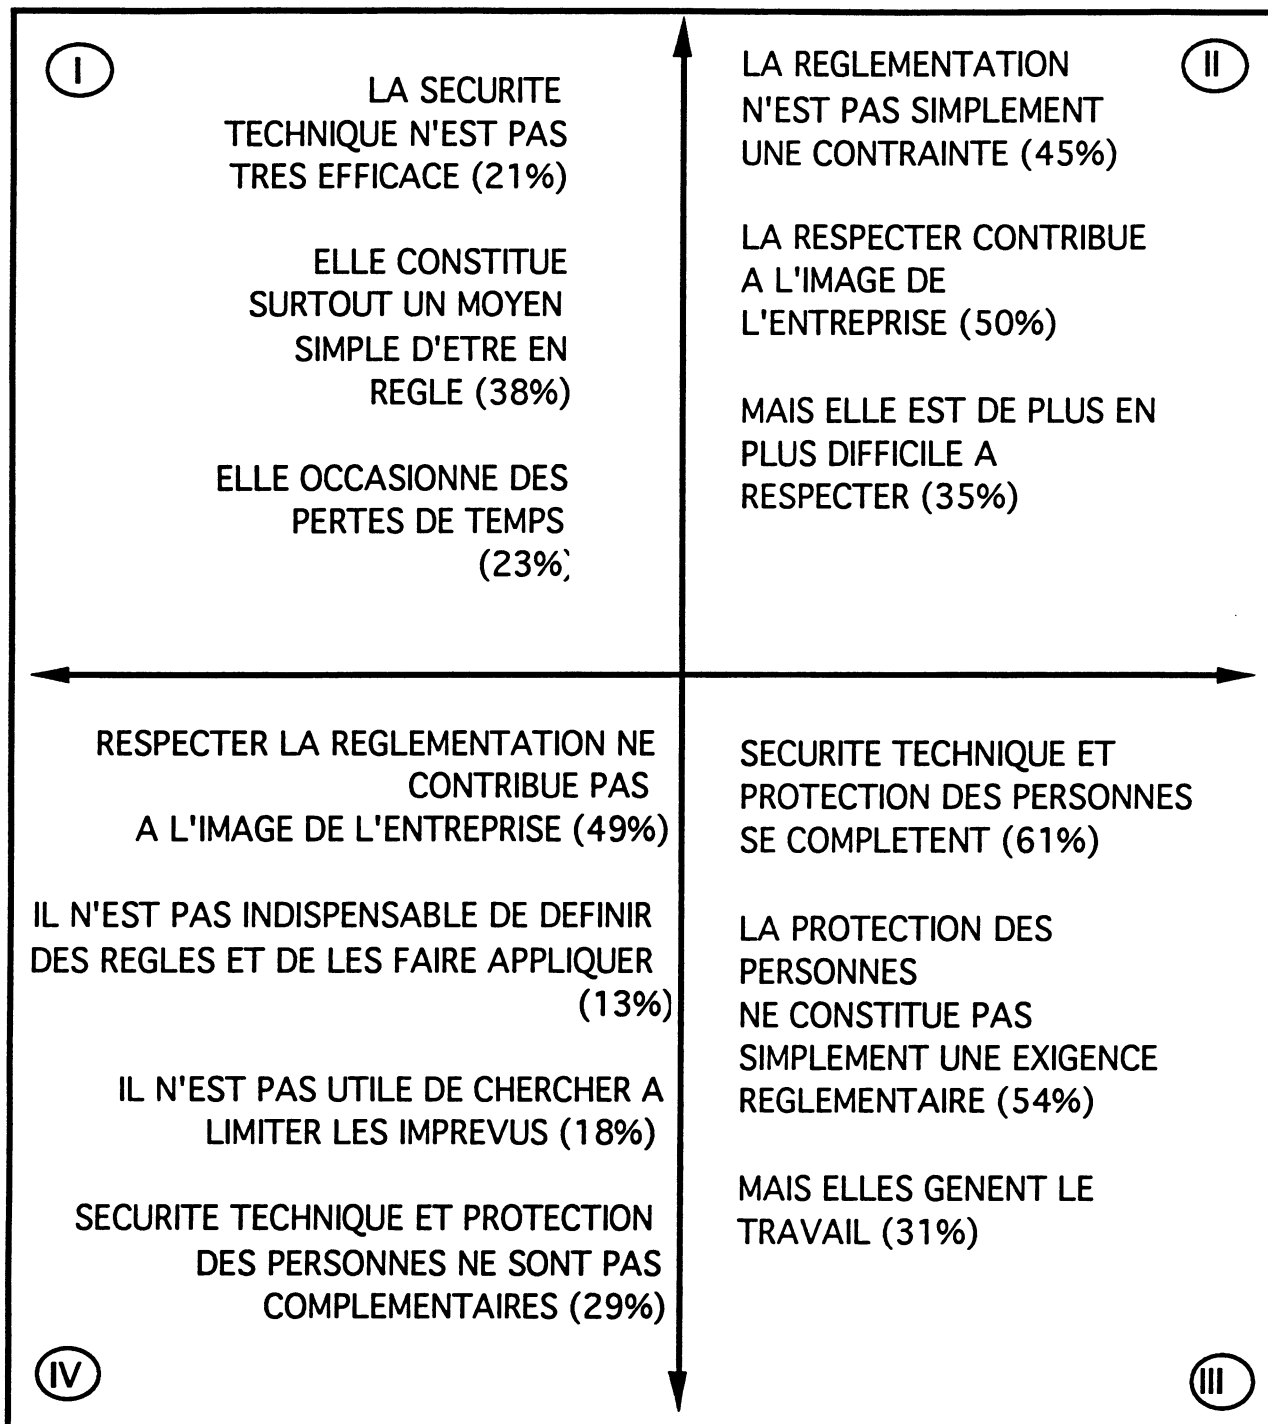 I
LA SECURITE
TECHNIQUE N'EST PAS
TRES EFFICACE (21%)
ELLE CONSTITUE
SURTOUT UN MOYEN
SIMPLE D'ETRE EN
REGLE (38%)
ELLE OCCASIONNE DES
PERTES DE TEMPS
(23%)
II
LA REGLEMENTATION
N'EST PAS SIMPLEMENT
UNE CONTRAINTE (45%)
LA RESPECTER CONTRIBUE
A L'IMAGE DE
L'ENTREPRISE (50%)
MAIS ELLE EST DE PLUS EN
PLUS DIFFICILE A
RESPECTER (35%)
RESPECTER LA REGLEMENTATION NE
CONTRIBUE PAS
A L'IMAGE DE L'ENTREPRISE (49%)
IL N'EST PAS INDISPENSABLE DE DEFINIR
DES REGLES ET DE LES FAIRE APPLIQUER
(13%)
IL N'EST PAS UTILE DE CHERCHER A
LIMITER LES IMPREVUS (18%)
SECURITE TECHNIQUE ET PROTECTION
DES PERSONNES NE SONT PAS
COMPLEMENTAIRES (29%)
IV
SECURITE TECHNIQUE ET
PROTECTION DES PERSONNES
SE COMPLETENT (61%)
LA PROTECTION DES
PERSONNES
NE CONSTITUE PAS
SIMPLEMENT UNE EXIGENCE
REGLEMENTAIRE (54%)
MAIS ELLES GENENT LE
TRAVAIL (31%)
III